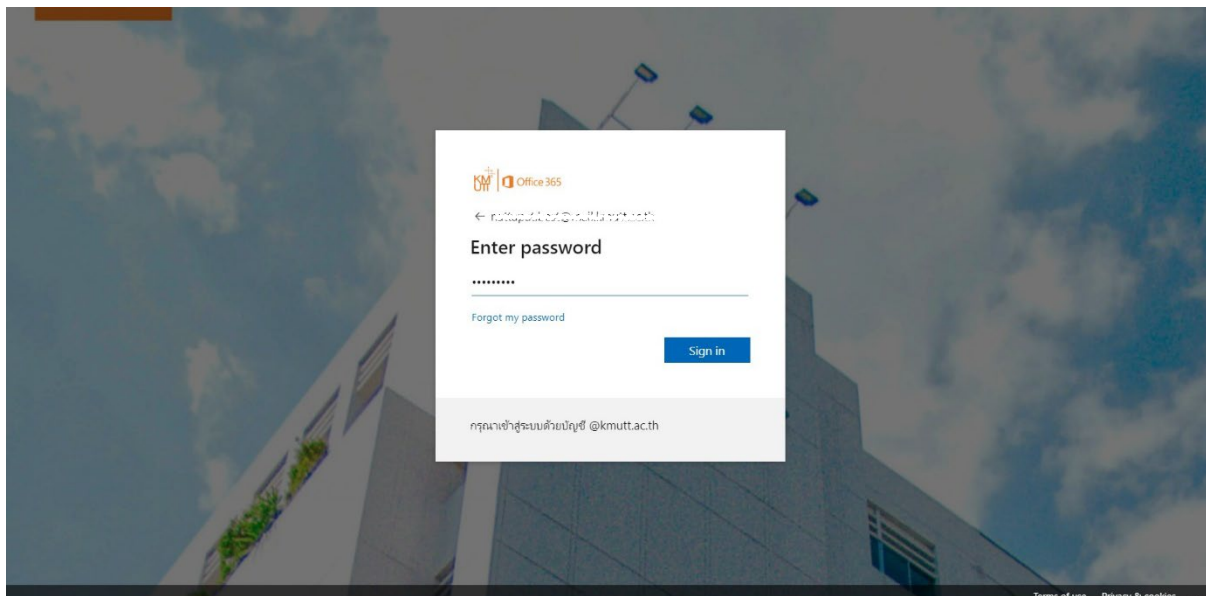 KMUTT Office 365
←
Enter password
•••••••••
Forgot my password
Sign in
กรุณาเข้าสู่ระบบด้วยบัญชี @kmutt.ac.th
Terms of use Privacy & cookies